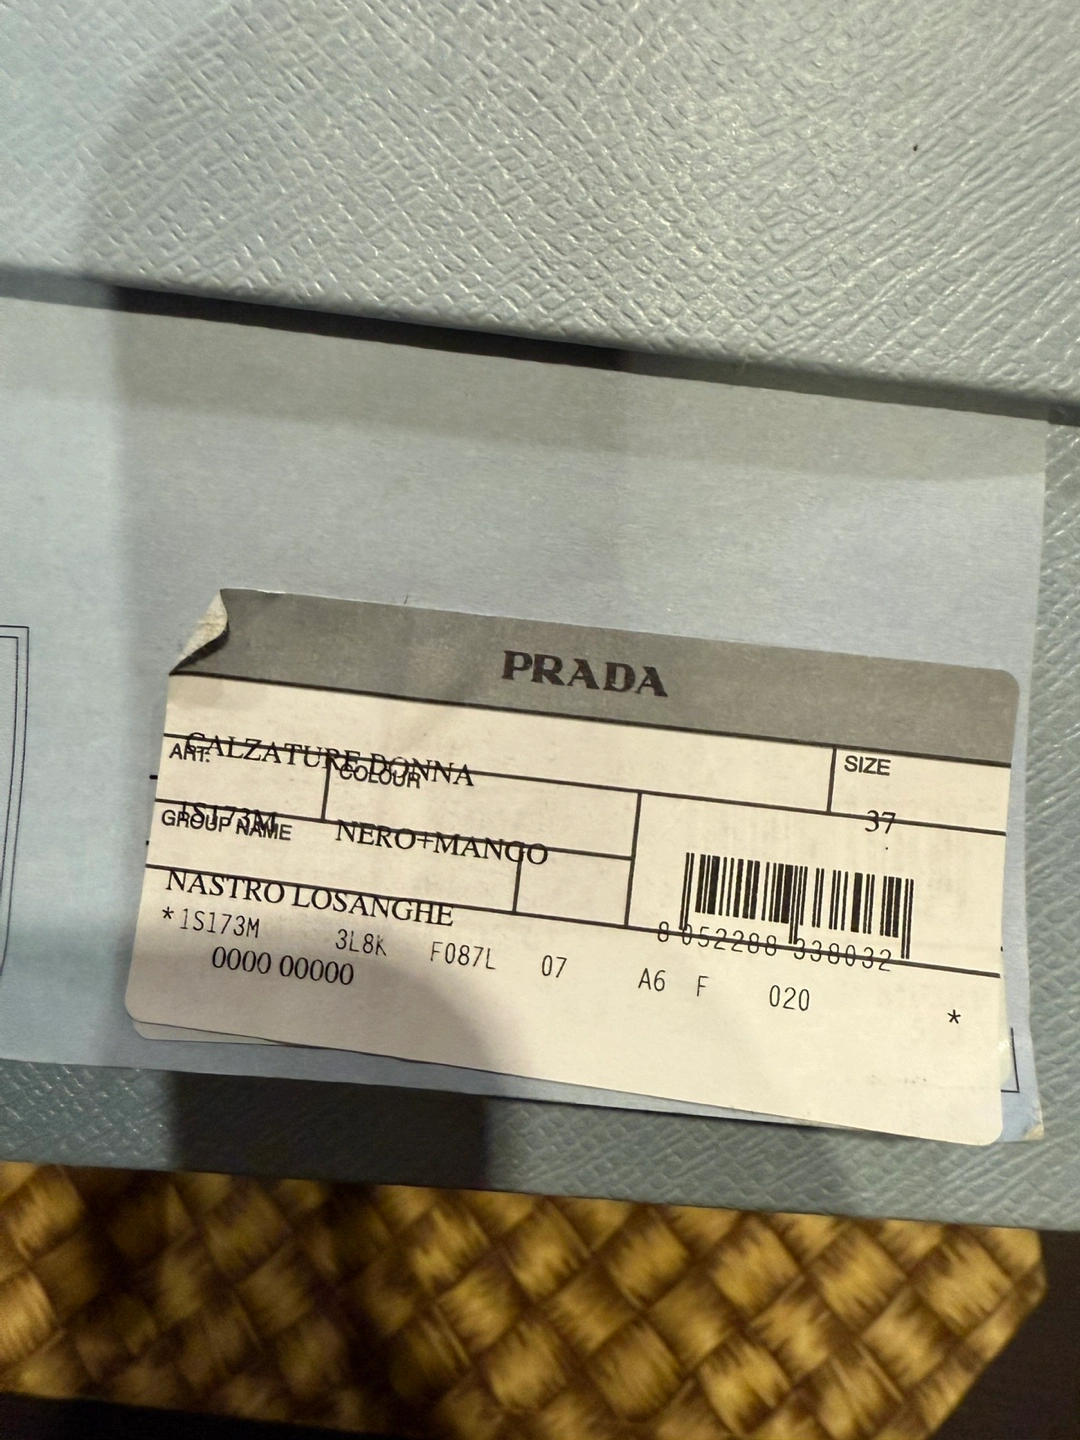 PRADA
CALZATURE DONNA
ART.
COLOUR
SIZE
1S173M
NERO+MANGO
37
GROUP NAME
NASTRO LOSANGHE
8 052288 338032
*1S173M 3L8K F087L 07 A6 F 020 *
0000 00000